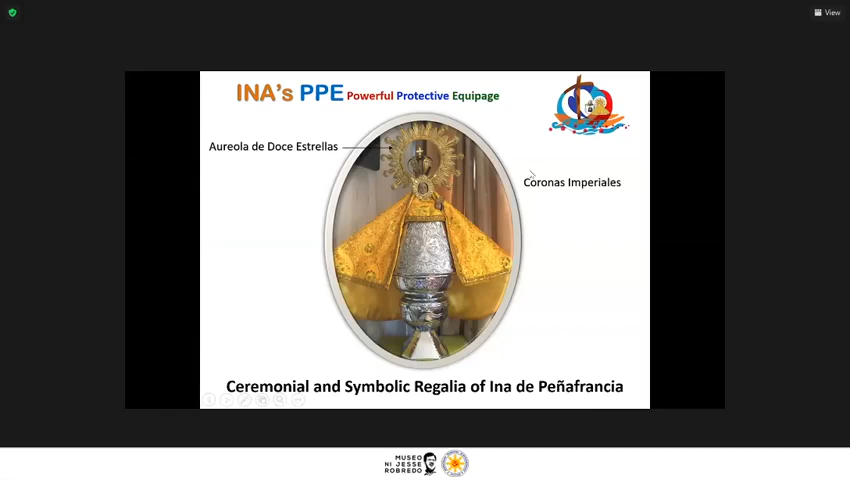 View
INA's PPE Powerful Protective Equipage
Aureola de Doce Estrellas
Coronas Imperiales
Ceremonial and Symbolic Regalia of Ina de Peñafrancia
MUSEO
NI JESSE
ROBREDO